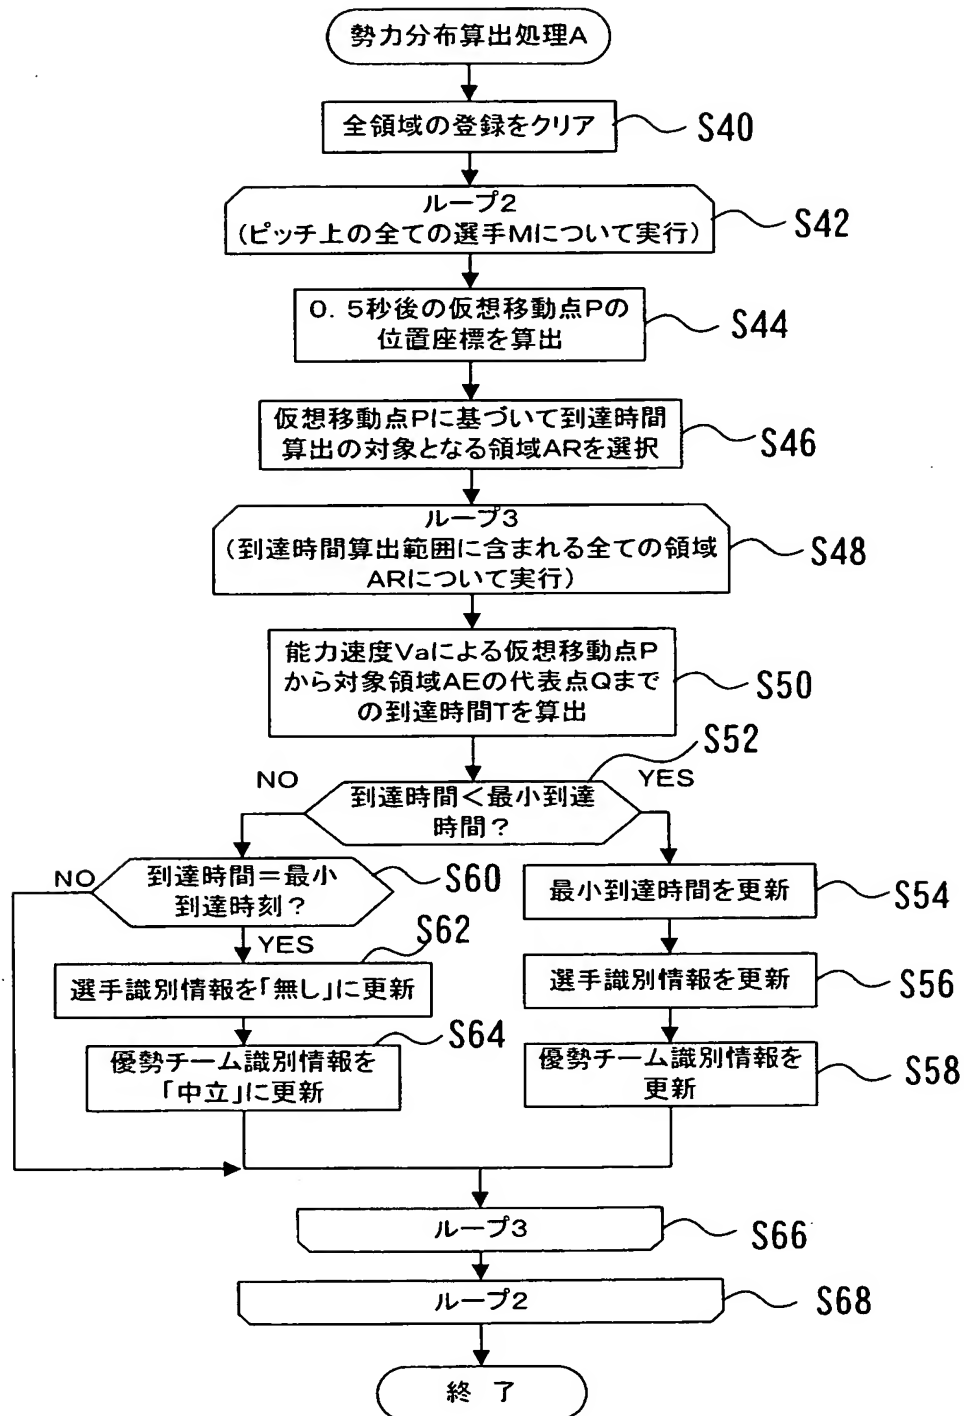 勢力分布算出処理A
全領域の登録をクリア
S40
ループ2
(ピッチ上の全ての選手Mについて実行)
S42
0.5秒後の仮想移動点Pの
位置座標を算出
S44
仮想移動点Pに基づいて到達時間
算出の対象となる領域ARを選択
S46
ループ3
(到達時間算出範囲に含まれる全ての領域
ARについて実行)
S48
能力速度Vaによる仮想移動点P
から対象領域AEの代表点Qまで
の到達時間Tを算出
S50
S52
NO
YES
到達時間<最小到達
時間?
NO
到達時間=最小
到達時刻?
S60
最小到達時間を更新
S54
YES
S62
選手識別情報を「無し」に更新
選手識別情報を更新
S56
S64
優勢チーム識別情報を
「中立」に更新
優勢チーム識別情報を
更新
S58
ループ3
S66
ループ2
S68
終了